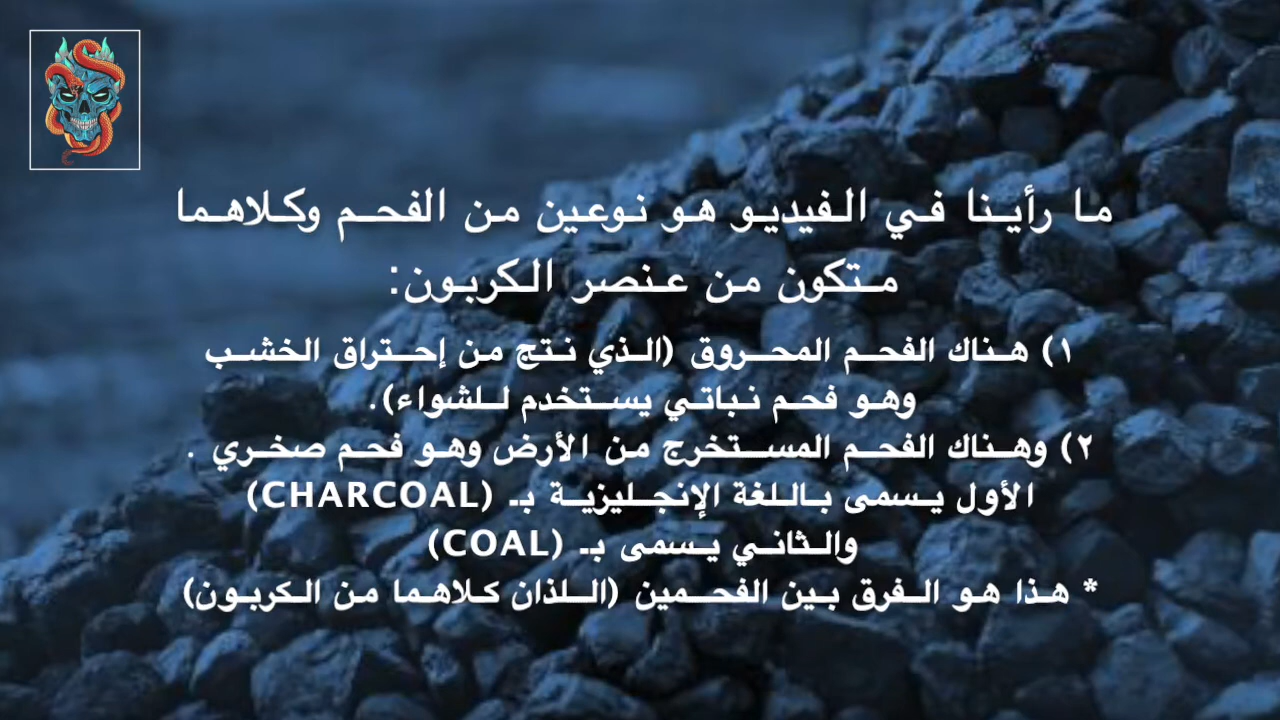 ما رأينا في الفيديو هو نوعين من الفحم وكلاهما
متكون من عنصر الكربون:
١) هناك الفحم المحروق (الذي نتج من إحتراق الخشب
وهو فحم نباتي يستخدم للشواء).
٢) وهناك الفحم المستخرج من الأرض وهو فحم صخري .
الأول يسمى باللغة الإنجليزية بـ (CHARCOAL)
والثاني يسمى بـ (COAL)
* هذا هو الفرق بين الفحمين (اللذان كلاهما من الكربون)